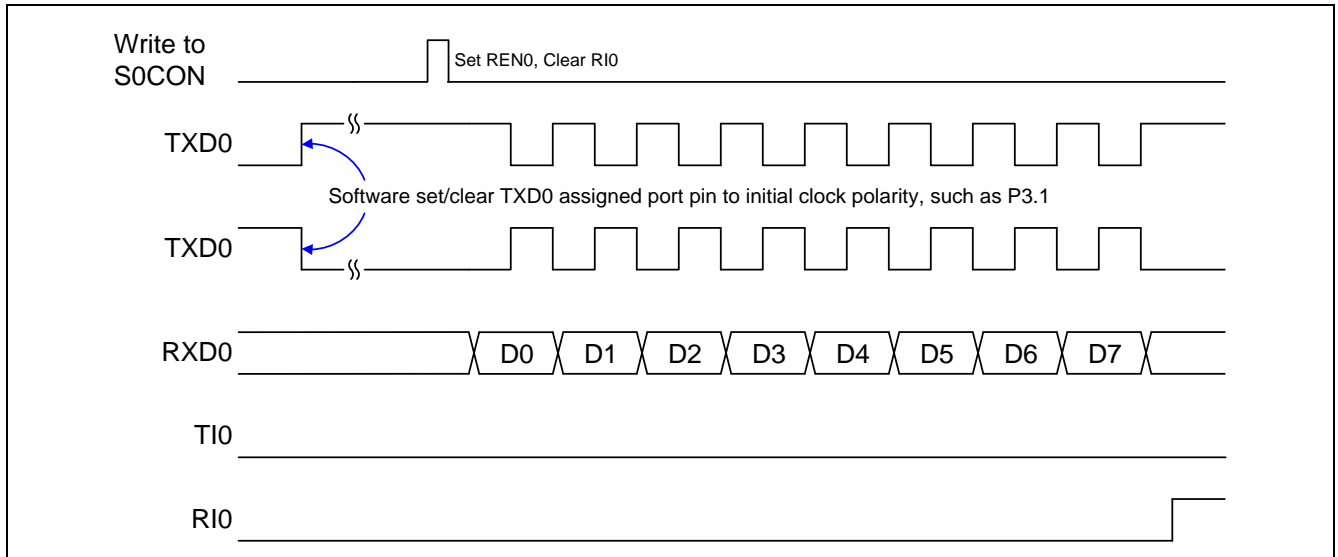 Write to
S0CON
Set REN0, Clear RI0
TXD0
Software set/clear TXD0 assigned port pin to initial clock polarity, such as P3.1
TXD0
RXD0 D0 D1 D2 D3 D4 D5 D6 D7
TI0
RI0